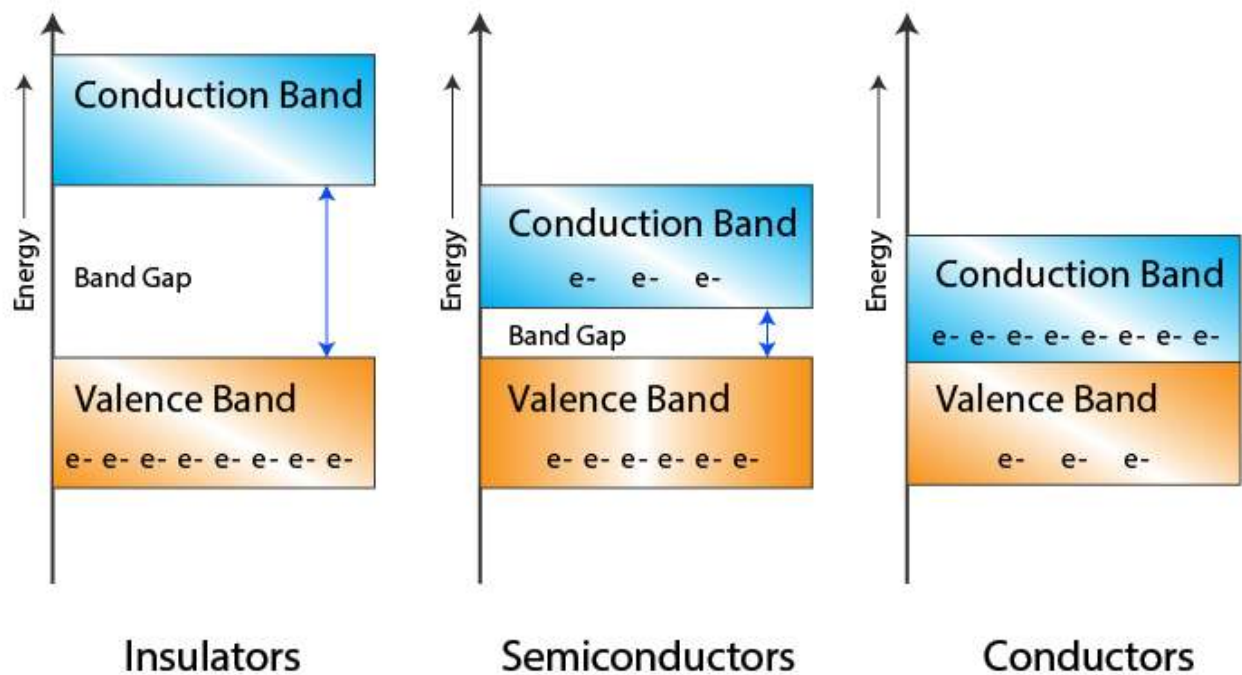 Energy
Conduction Band
Band Gap
Valence Band
e- e- e- e- e- e- e- e-
Insulators
Energy
Conduction Band
e- e- e-
Band Gap
Valence Band
e- e- e- e- e- e-
Semiconductors
Energy
Conduction Band
e- e- e- e- e- e- e- e-
Valence Band
e- e- e-
Conductors